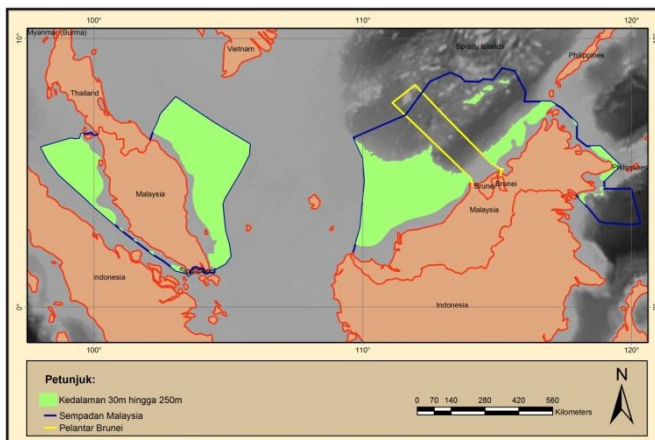 100°
110°
120°
Myanmar (Burma)
10°
Vietnam
Spratly Islands
Philippines
Thailand
Malaysia
Philippines
Brunei
Brunei
Malaysia
Indonesia
Indonesia
0°
0°
100°
110°
120°
Petunjuk:
Kedalaman 30m hingga 250m
Sempadan Malaysia
Pelantar Brunei
N
0 70 140 280 420 560
Kilometers